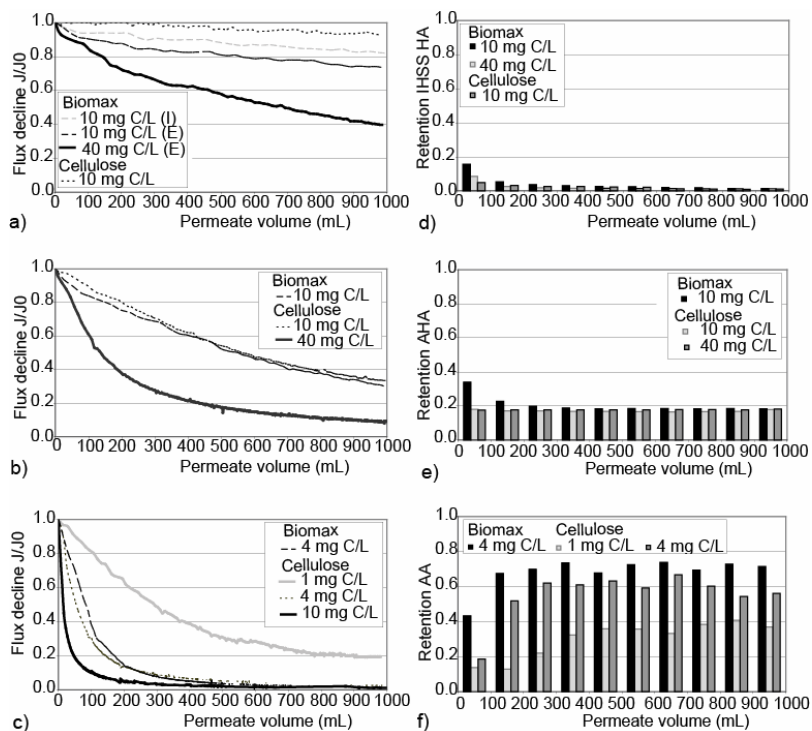 Flux decline J/J0
1.0
0.8
0.6
0.4
0.2
0.0
Biomax
10 mg C/L (I)
10 mg C/L (E)
40 mg C/L (E)
Cellulose
10 mg C/L
0 100 200 300 400 500 600 700 800 900 1000
Permeate volume (mL)
a)
Retention IHSS HA
1.0
0.8
0.6
0.4
0.2
0.0
Biomax
10 mg C/L
40 mg C/L
Cellulose
10 mg C/L
0 100 200 300 400 500 600 700 800 900 1000
Permeate volume (mL)
d)
Flux decline J/J0
1.0
0.8
0.6
0.4
0.2
0.0
Biomax
10 mg C/L
Cellulose
10 mg C/L
40 mg C/L
0 100 200 300 400 500 600 700 800 900 1000
Permeate volume (mL)
b)
Retention AHA
1.0
0.8
0.6
0.4
0.2
0.0
Biomax
10 mg C/L
Cellulose
10 mg C/L
40 mg C/L
0 100 200 300 400 500 600 700 800 900 1000
Permeate volume (mL)
e)
Flux decline J/J0
1.0
0.8
0.6
0.4
0.2
0.0
Biomax
4 mg C/L
Cellulose
1 mg C/L
4 mg C/L
10 mg C/L
0 100 200 300 400 500 600 700 800 900 1000
Permeate volume (mL)
c)
Retention AA
1.0
0.8
0.6
0.4
0.2
0.0
Biomax Cellulose
4 mg C/L 1 mg C/L 4 mg C/L
0 100 200 300 400 500 600 700 800 900 1000
Permeate volume (mL)
f)